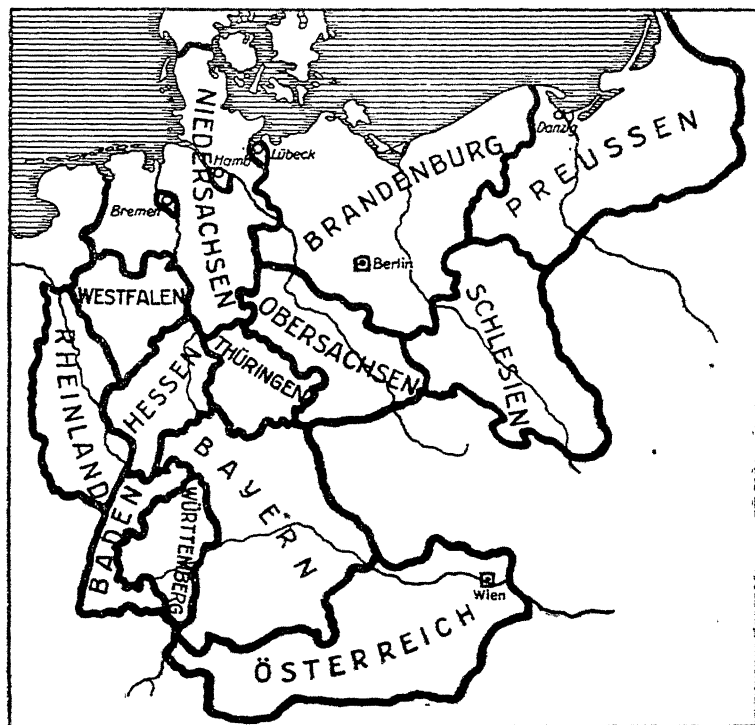 NIEDERSACHSEN
Danzig
PREUSSEN
Hamb
Lübeck
BRANDENBURG
Bremen
Berlin
WESTFALEN
OBERSACHSEN
SCHLESIEN
RHEINLAND
HESSEN
THÜRINGEN
BAYERN
BADEN
WÜRTTEMBERG
Wien
ÖSTERREICH